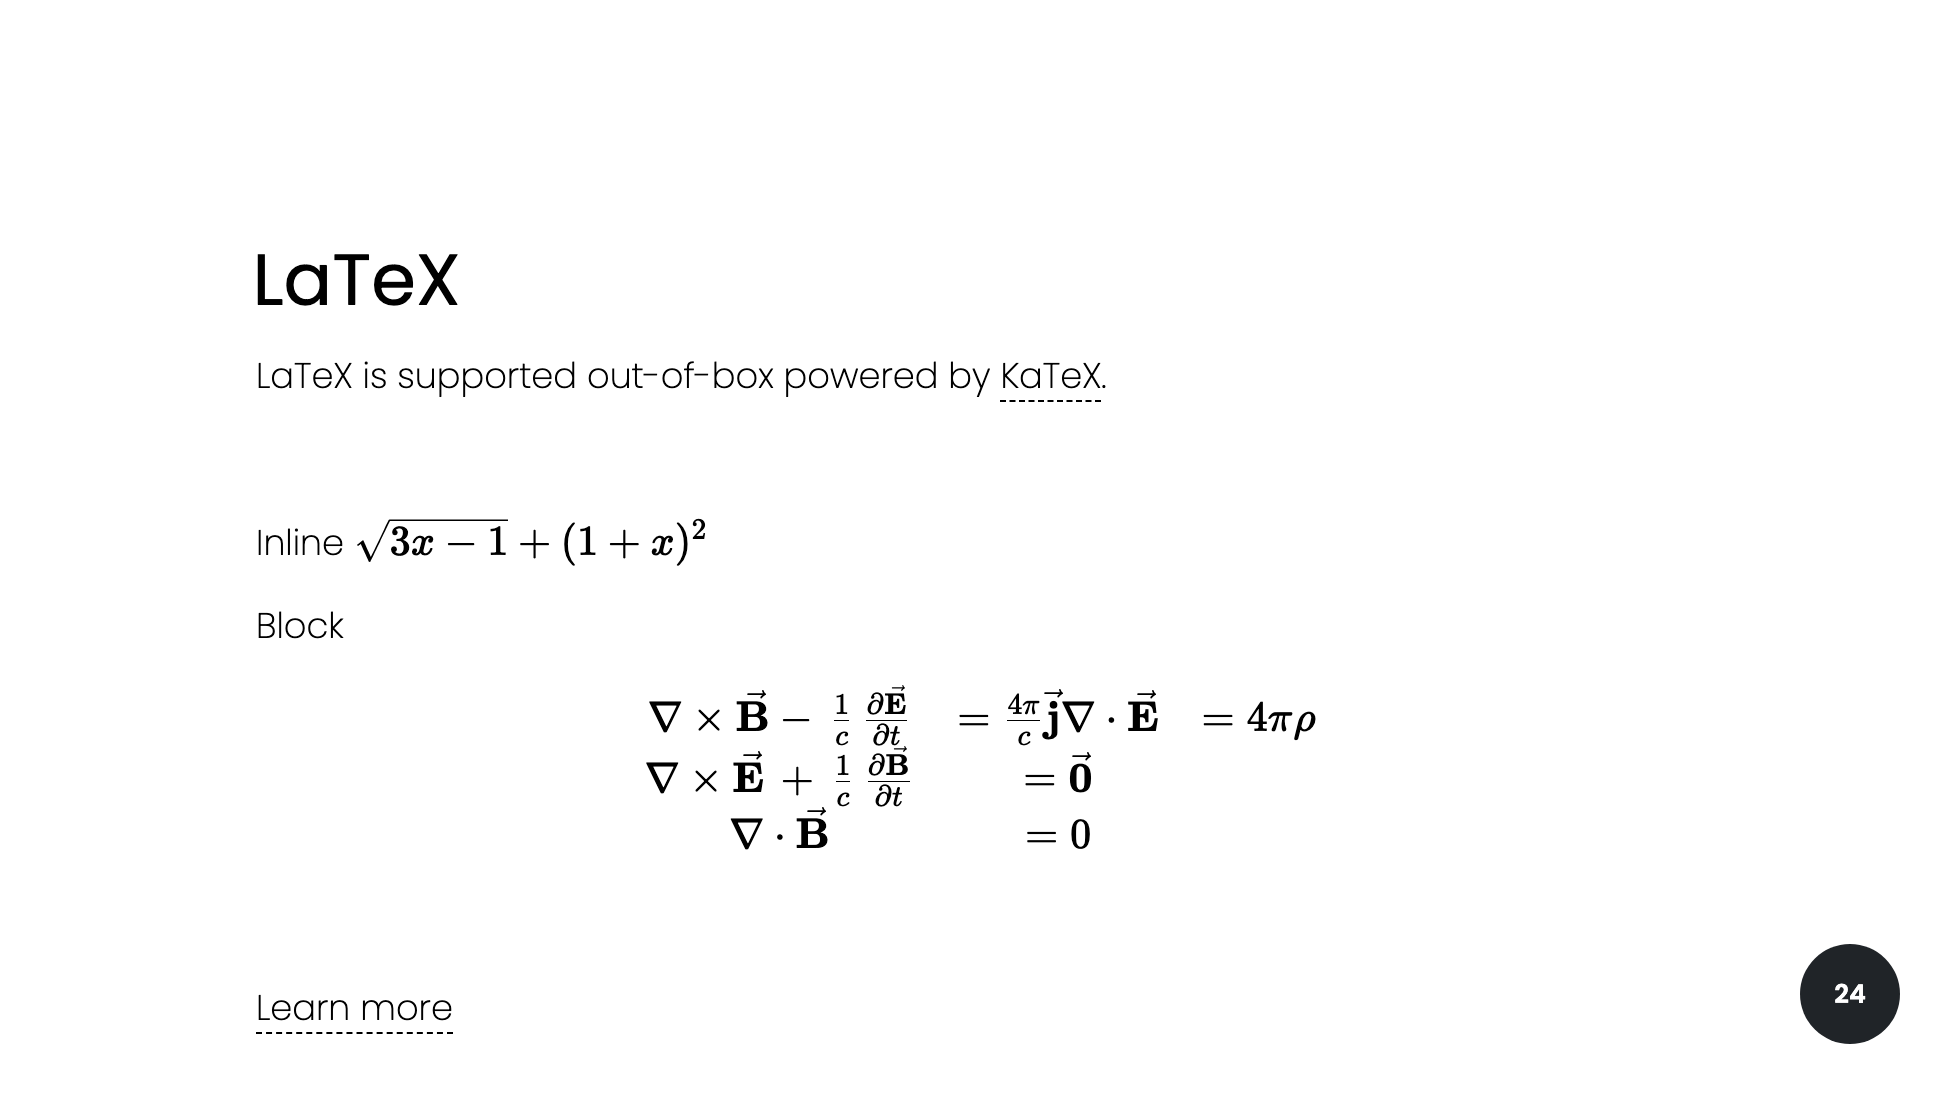 LaTeX
LaTeX is supported out-of-box powered by KaTeX.
Inline $\sqrt{3x-1}+(1+x)^2$
Block
$\nabla \times \vec{\mathbf{B}} - \frac{1}{c} \frac{\partial\vec{\mathbf{E}}}{\partial t} = \frac{4\pi}{c}\vec{\mathbf{j}} \nabla \cdot \vec{\mathbf{E}} = 4 \pi \rho$
$\nabla \times \vec{\mathbf{E}} + \frac{1}{c} \frac{\partial\vec{\mathbf{B}}}{\partial t} = \vec{\mathbf{0}}$
$\nabla \cdot \vec{\mathbf{B}} = 0$
Learn more
24